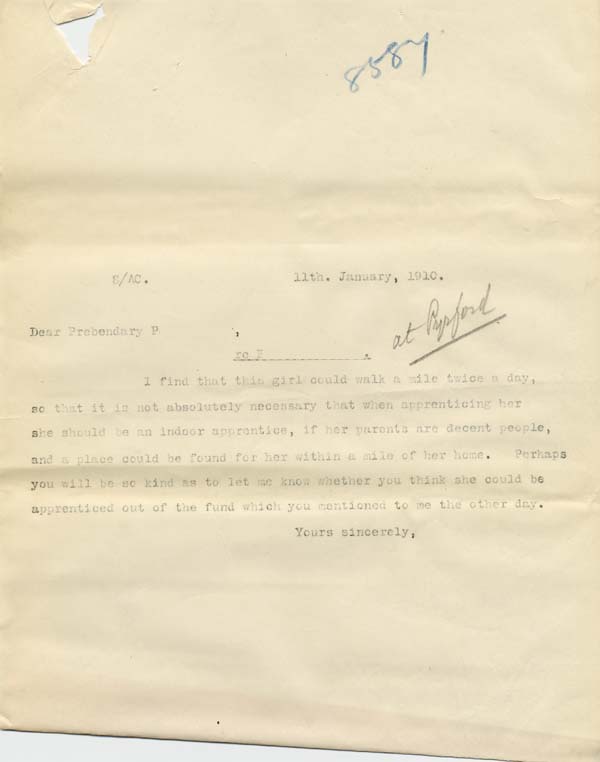 8587
S/AC. 11th. January, 1910.
at Pyrford
Dear Prebendary P ,
re F .
I find that this girl could walk a mile twice a day,
so that it is not absolutely necessary that when apprenticing her
she should be an indoor apprentice, if her parents are decent people,
and a place could be found for her within a mile of her home. Perhaps
you will be so kind as to let me know whether you think she could be
apprenticed out of the fund which you mentioned to me the other day.
Yours sincerely,